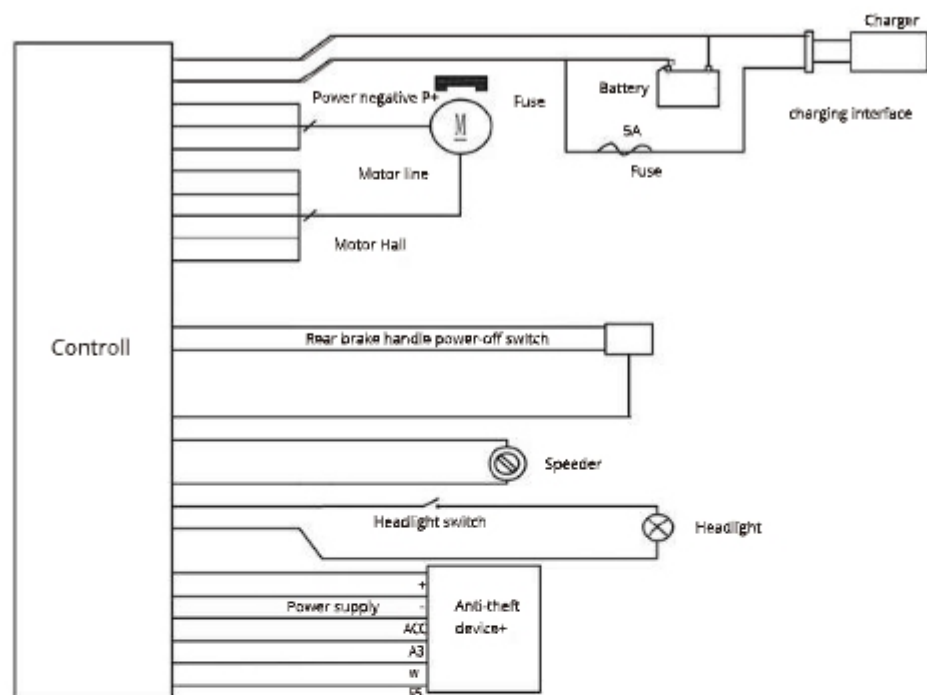 Charger
Power negative P+
Fuse
Battery
charging interface
M
5A
Motor line
Fuse
Motor Hall
Controll
Rear brake handle power-off switch
Speeder
Headlight switch
Headlight
+
Power supply
-
Anti-theft
device+
ACC
A3
W